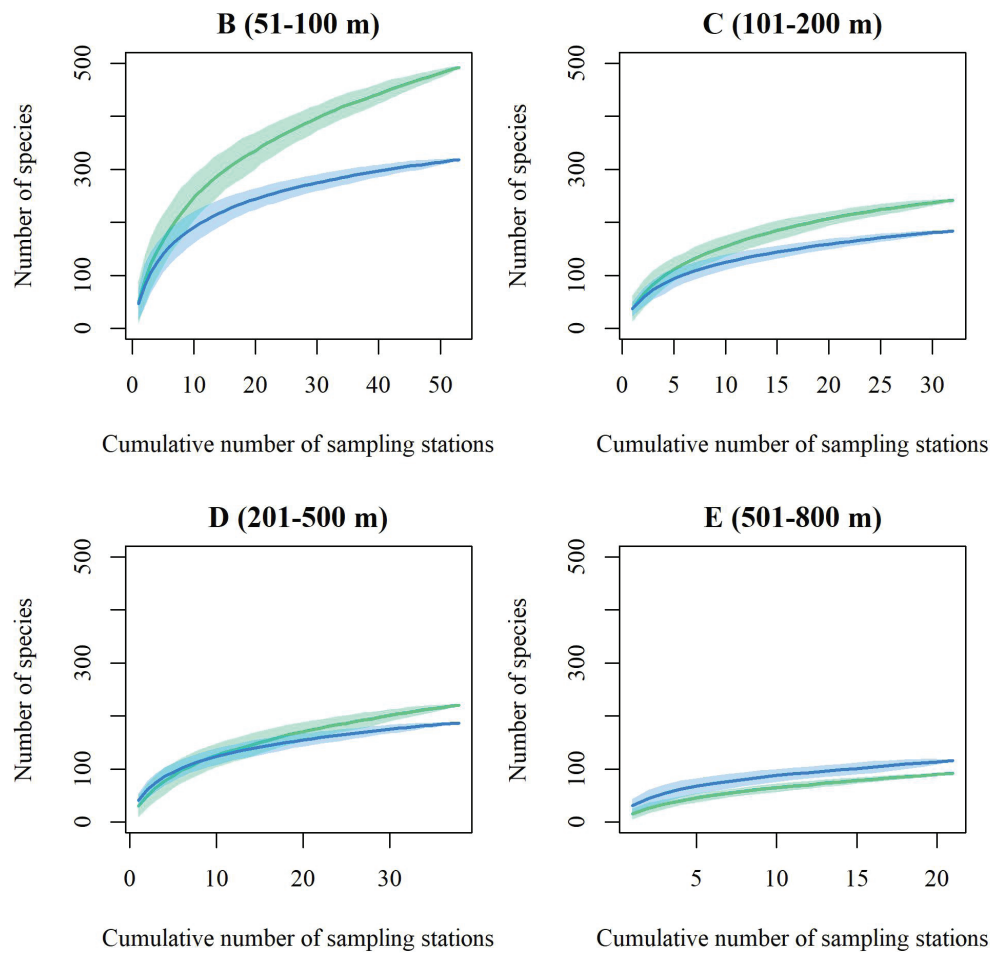 B (51-100 m)
Number of species
500
300
100
0
0 10 20 30 40 50
Cumulative number of sampling stations
C (101-200 m)
Number of species
500
300
100
0
0 5 10 15 20 25 30
Cumulative number of sampling stations
D (201-500 m)
Number of species
500
300
100
0
0 10 20 30
Cumulative number of sampling stations
E (501-800 m)
Number of species
500
300
100
0
5 10 15 20
Cumulative number of sampling stations